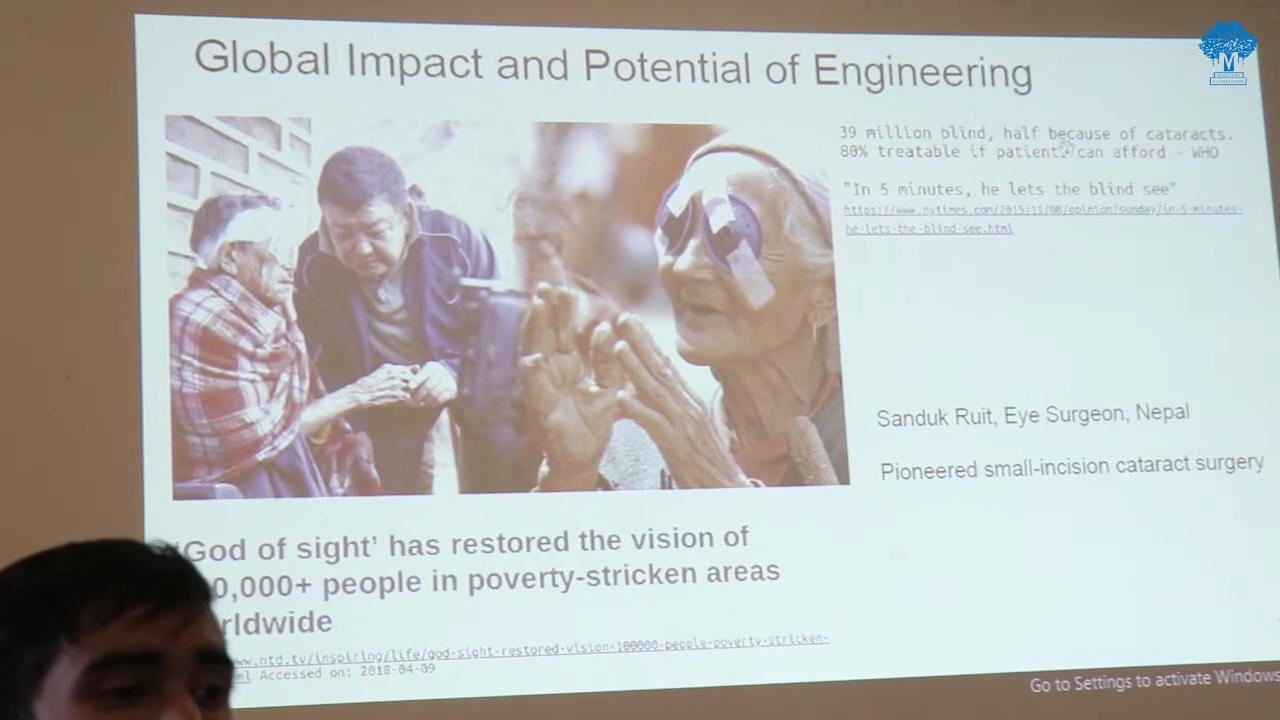 Global Impact and Potential of Engineering
39 million blind, half because of cataracts.
80% treatable if patient can afford - WHO
"In 5 minutes, he lets the blind see"
https://www.nytimes.com/2015/11/08/opinion/sunday/in-5-minutes-
he-lets-the-blind-see.html
Sanduk Ruit, Eye Surgeon, Nepal
Pioneered small-incision cataract surgery
'God of sight' has restored the vision of
0,000+ people in poverty-stricken areas
rldwide
ww.ntd.tv/inspiring/life/god-sight-restored-vision-100000-people-poverty-stricken-
ml Accessed on: 2018-04-09
Go to Settings to activate Windows
M